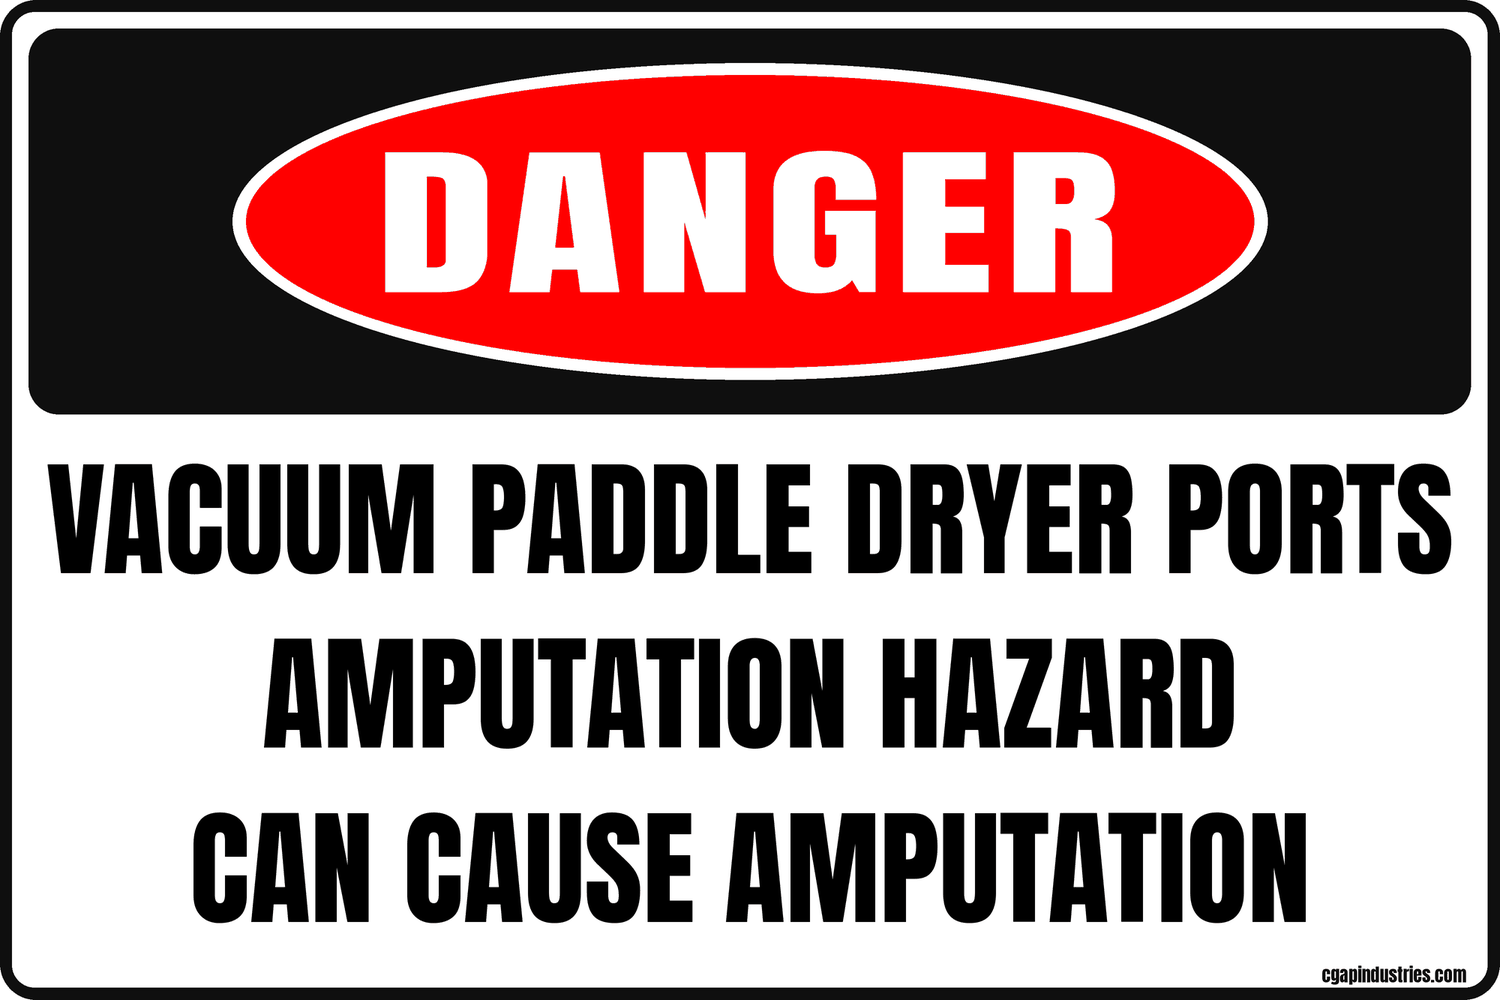 DANGER
VACUUM PADDLE DRYER PORTS
AMPUTATION HAZARD
CAN CAUSE AMPUTATION
cgapindustries.com